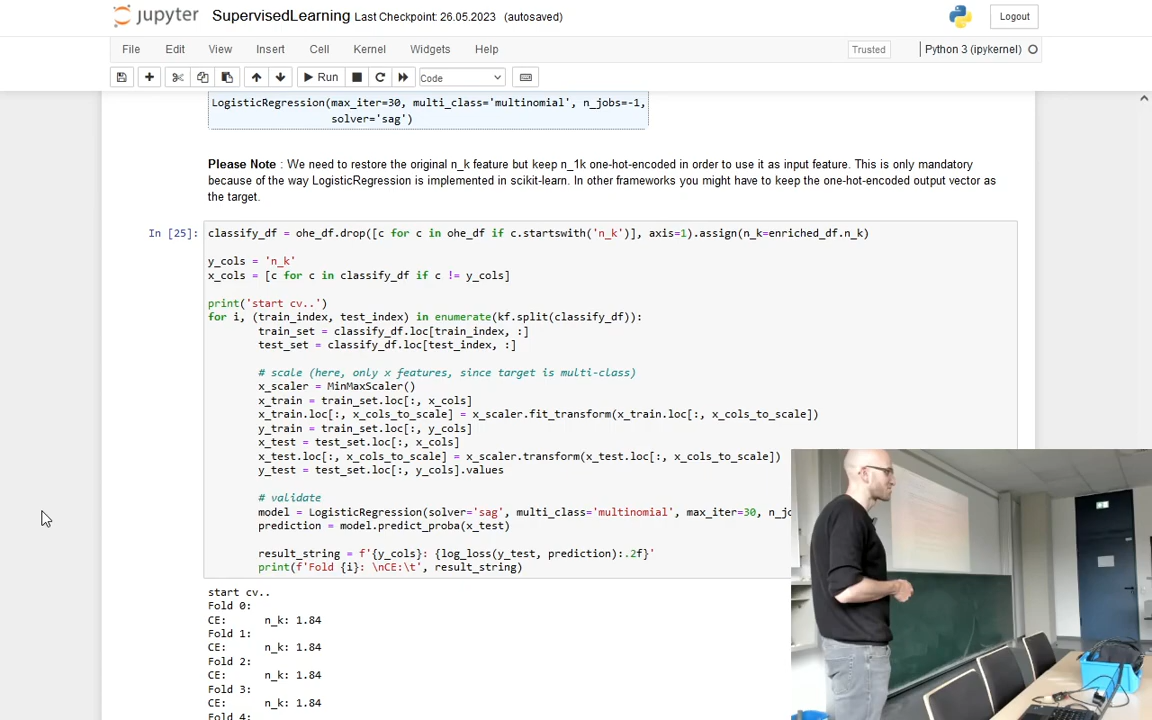 jupyter SupervisedLearning Last Checkpoint: 26.05.2023 (autosaved) Logout
File Edit View Insert Cell Kernel Widgets Help Trusted Python 3 (ipykernel)
Run Code
LogisticRegression(max_iter=30, multi_class='multinomial', n_jobs=-1,
solver='sag')
Please Note : We need to restore the original n_k feature but keep n_1k one-hot-encoded in order to use it as input feature. This is only mandatory
because of the way LogisticRegression is implemented in scikit-learn. In other frameworks you might have to keep the one-hot-encoded output vector as
the target.
In [25]: classify_df = ohe_df.drop([c for c in ohe_df if c.startswith('n_k')], axis=1).assign(n_k=enriched_df.n_k)
y_cols = 'n_k'
x_cols = [c for c in classify_df if c != y_cols]
print('start cv..')
for i, (train_index, test_index) in enumerate(kf.split(classify_df)):
train_set = classify_df.loc[train_index, :]
test_set = classify_df.loc[test_index, :]
# scale (here, only x features, since target is multi-class)
x_scaler = MinMaxScaler()
x_train = train_set.loc[:, x_cols]
x_train.loc[:, x_cols_to_scale] = x_scaler.fit_transform(x_train.loc[:, x_cols_to_scale])
y_train = train_set.loc[:, y_cols]
x_test = test_set.loc[:, x_cols]
x_test.loc[:, x_cols_to_scale] = x_scaler.transform(x_test.loc[:, x_cols_to_scale])
y_test = test_set.loc[:, y_cols].values
# validate
model = LogisticRegression(solver='sag', multi_class='multinomial', max_iter=30, n_jo
prediction = model.predict_proba(x_test)
result_string = f'{y_cols}: {log_loss(y_test, prediction):.2f}'
print(f'Fold {i}: \nCE:\t', result_string)
start cv..
Fold 0:
CE: n_k: 1.84
Fold 1:
CE: n_k: 1.84
Fold 2:
CE: n_k: 1.84
Fold 3:
CE: n_k: 1.84
Fold 4: